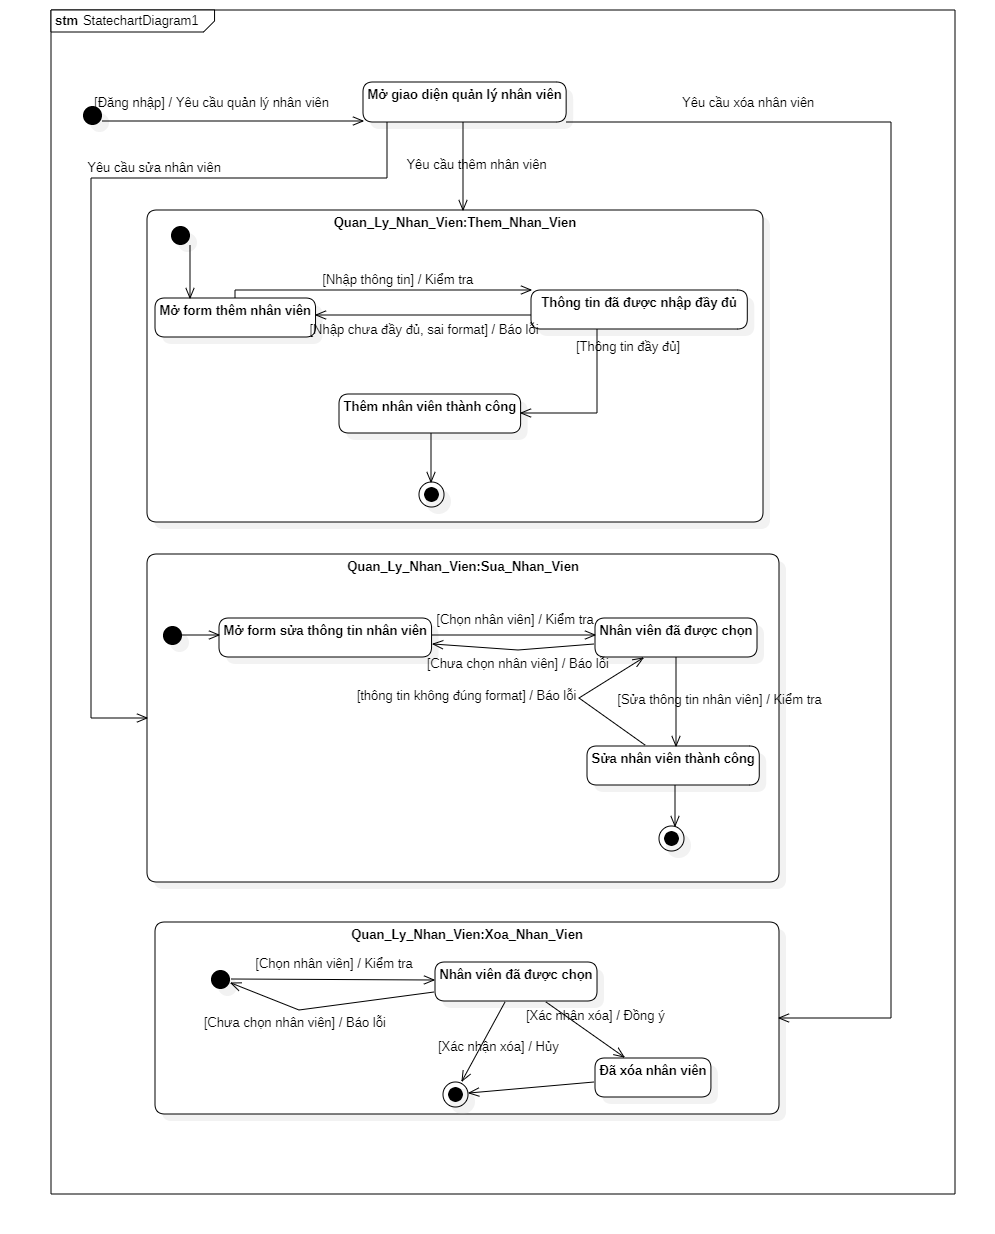 stm StatechartDiagram1
Mở giao diện quản lý nhân viên
[Đăng nhập] / Yêu cầu quản lý nhân viên
Yêu cầu xóa nhân viên
Yêu cầu sửa nhân viên
Yêu cầu thêm nhân viên
Quan_Ly_Nhan_Vien:Them_Nhan_Vien
[Nhập thông tin] / Kiểm tra
Mở form thêm nhân viên
Thông tin đã được nhập đầy đủ
[Nhập chưa đầy đủ, sai format] / Báo lỗi
[Thông tin đầy đủ]
Thêm nhân viên thành công
Quan_Ly_Nhan_Vien:Sua_Nhan_Vien
[Chọn nhân viên] / Kiểm tra
Mở form sửa thông tin nhân viên
Nhân viên đã được chọn
[Chưa chọn nhân viên] / Báo lỗi
[thông tin không đúng format] / Báo lỗi
[Sửa thông tin nhân viên] / Kiểm tra
Sửa nhân viên thành công
Quan_Ly_Nhan_Vien:Xoa_Nhan_Vien
[Chọn nhân viên] / Kiểm tra
Nhân viên đã được chọn
[Chưa chọn nhân viên] / Báo lỗi
[Xác nhận xóa] / Đồng ý
[Xác nhận xóa] / Hủy
Đã xóa nhân viên